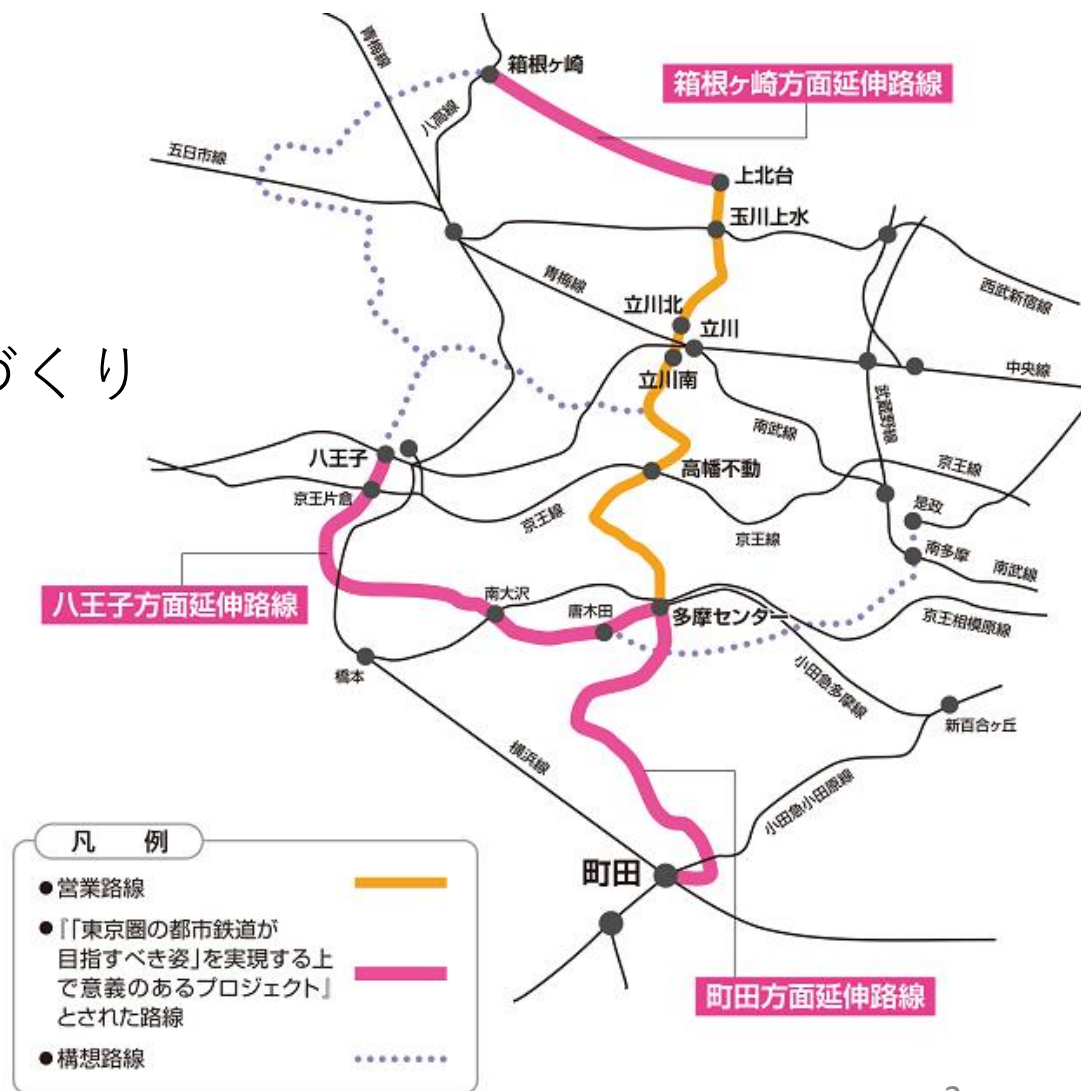 青梅線
箱根ヶ崎
箱根ヶ崎方面延伸路線
八高線
五日市線
上北台
玉川上水
青梅線
西武新宿線
立川北
立川
づくり
立川南
中央線
武蔵野線
南武線
八王子
高幡不動
京王線
京王片倉
京王線
是政
京王線
南多摩
南武線
八王子方面延伸路線
南大沢
唐木田
多摩センター
京王相模原線
橋本
小田急多摩線
新百合ヶ丘
横浜線
小田急小田原線
町田
凡 例
●営業路線
●『「東京圏の都市鉄道が
目指すべき姿」を実現する上
で意義のあるプロジェクト』
とされた路線
●構想路線
町田方面延伸路線